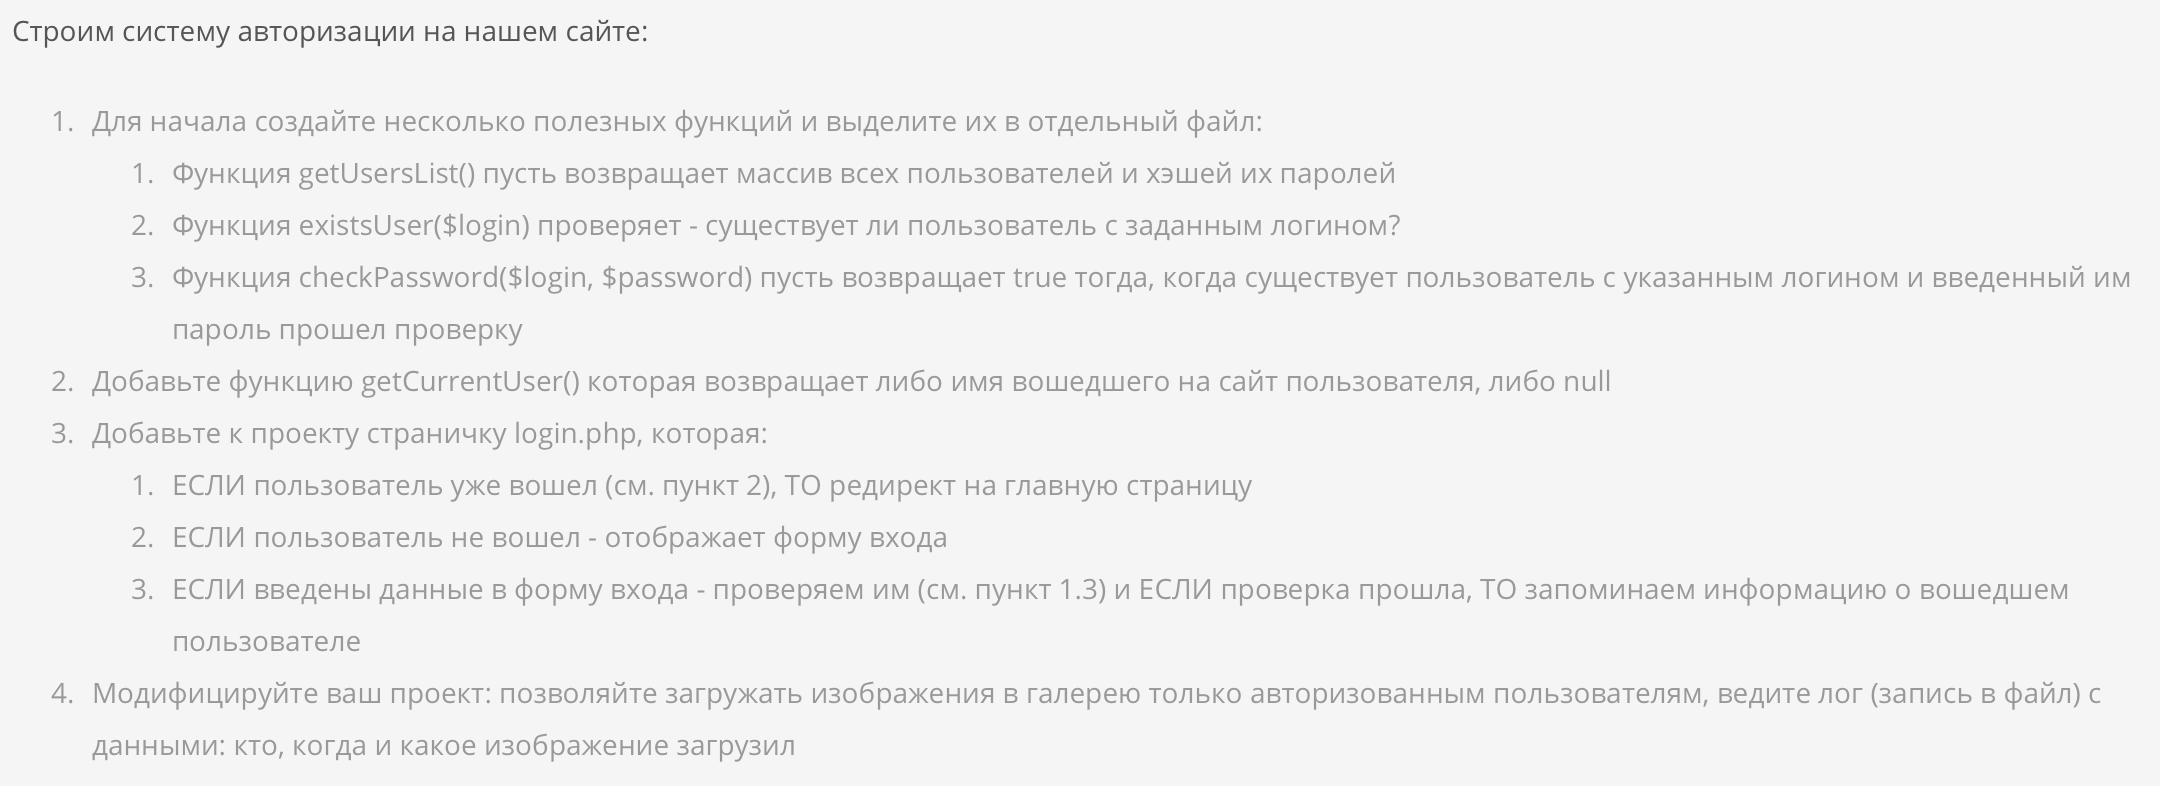 Строим систему авторизации на нашем сайте:
1. Для начала создайте несколько полезных функций и выделите их в отдельный файл:
1. Функция getUsersList() пусть возвращает массив всех пользователей и хэшей их паролей
2. Функция existsUser($login) проверяет - существует ли пользователь с заданным логином?
3. Функция checkPassword($login, $password) пусть возвращает true тогда, когда существует пользователь с указанным логином и введенный им
пароль прошел проверку
2. Добавьте функцию getCurrentUser() которая возвращает либо имя вошедшего на сайт пользователя, либо null
3. Добавьте к проекту страничку login.php, которая:
1. ЕСЛИ пользователь уже вошел (см. пункт 2), ТО редирект на главную страницу
2. ЕСЛИ пользователь не вошел - отображает форму входа
3. ЕСЛИ введены данные в форму входа - проверяем им (см. пункт 1.3) и ЕСЛИ проверка прошла, ТО запоминаем информацию о вошедшем
пользователе
4. Модифицируйте ваш проект: позволяйте загружать изображения в галерею только авторизованным пользователям, ведите лог (запись в файл) с
данными: кто, когда и какое изображение загрузил